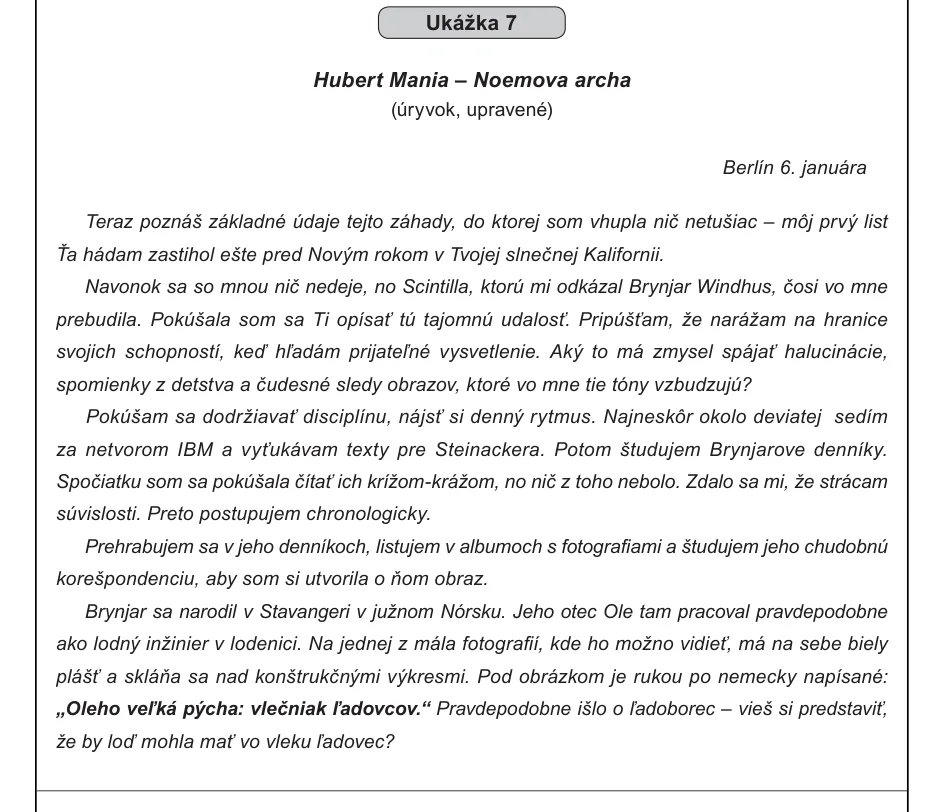 Ukážka 7
Hubert Mania – Noemova archa
(úryvok, upravené)
Berlín 6. januára
Teraz poznáš základné údaje tejto záhady, do ktorej som vhupla nič netušiac – môj prvý list
Ťa hádam zastihol ešte pred Novým rokom v Tvojej slnečnej Kalifornii.
Navonok sa so mnou nič nedeje, no Scintilla, ktorú mi odkázal Brynjar Windhus, čosi vo mne
prebudila. Pokúšala som sa Ti opísať tú tajomnú udalosť. Pripúšťam, že narážam na hranice
svojich schopností, keď hľadám prijateľné vysvetlenie. Aký to má zmysel spájať halucinácie,
spomienky z detstva a čudesné sledy obrazov, ktoré vo mne tie tóny vzbudzujú?
Pokúšam sa dodržiavať disciplínu, nájsť si denný rytmus. Najneskôr okolo deviatej sedím
za netvorom IBM a vyťukávam texty pre Steinackera. Potom študujem Brynjarove denníky.
Spočiatku som sa pokúšala čítať ich krížom-krážom, no nič z toho nebolo. Zdalo sa mi, že strácam
súvislosti. Preto postupujem chronologicky.
Prehrabujem sa v jeho denníkoch, listujem v albumoch s fotografiami a študujem jeho chudobnú
korešpondenciu, aby som si utvorila o ňom obraz.
Brynjar sa narodil v Stavangeri v južnom Nórsku. Jeho otec Ole tam pracoval pravdepodobne
ako lodný inžinier v lodenici. Na jednej z mála fotografií, kde ho možno vidieť, má na sebe biely
plášť a skláňa sa nad konštrukčnými výkresmi. Pod obrázkom je rukou po nemecky napísané:
„Oleho veľká pýcha: vlečniak ľadovcov.“ Pravdepodobne išlo o ľadoborec – vieš si predstaviť,
že by loď mohla mať vo vleku ľadovec?